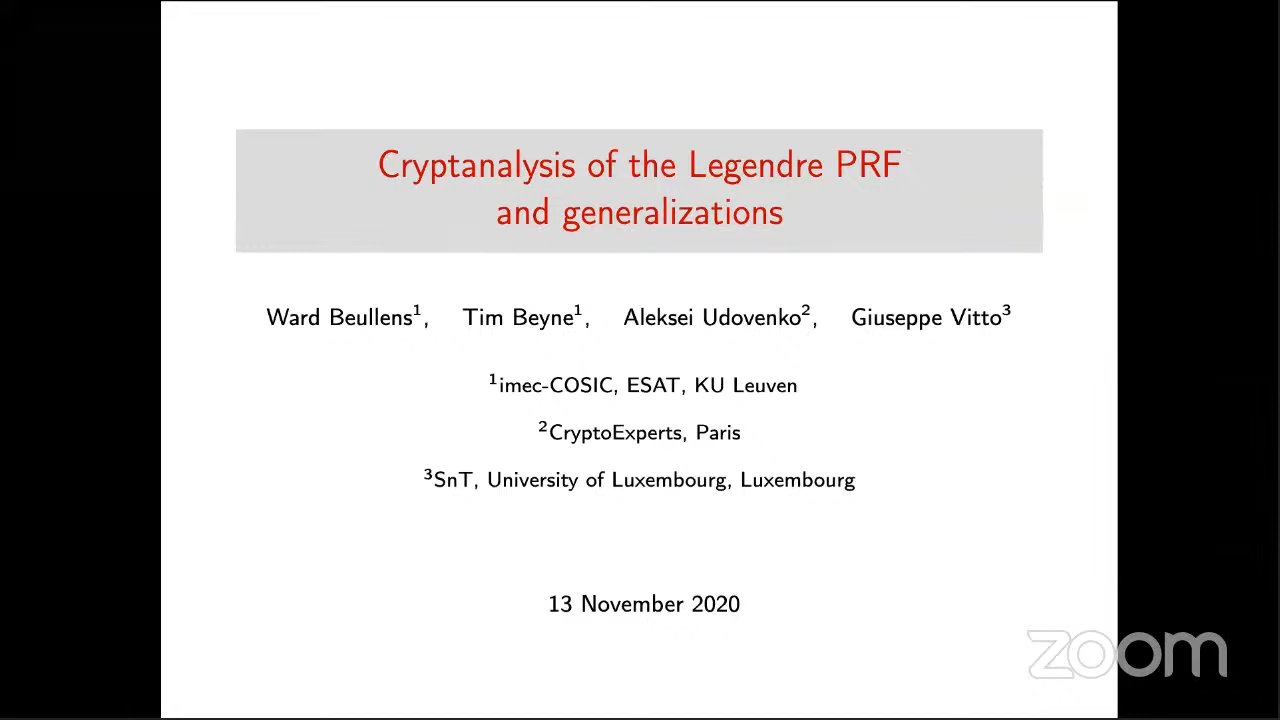 Cryptanalysis of the Legendre PRF
and generalizations
Ward Beullens¹, Tim Beyne¹, Aleksei Udovenko², Giuseppe Vitto³
¹imec-COSIC, ESAT, KU Leuven
²CryptoExperts, Paris
³SnT, University of Luxembourg, Luxembourg
13 November 2020
zoom